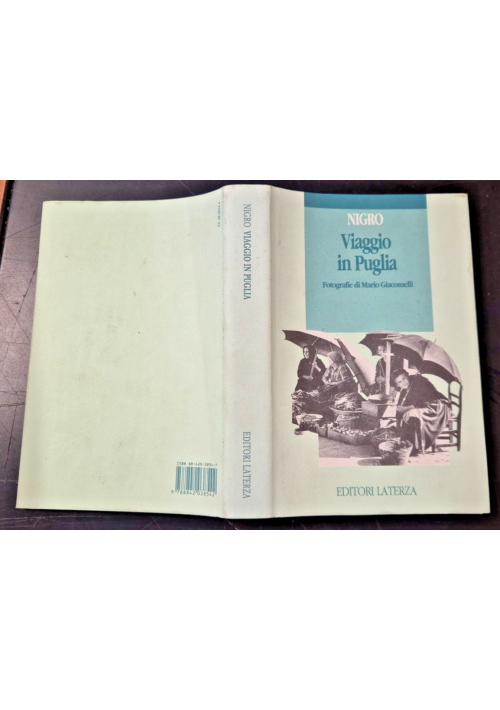 NIGRO
Viaggio
in Puglia
Fotografie di Mario Giacomelli
EDITORI LATERZA
NIGRO VIAGGIO IN PUGLIA
EDITORI LATERZA